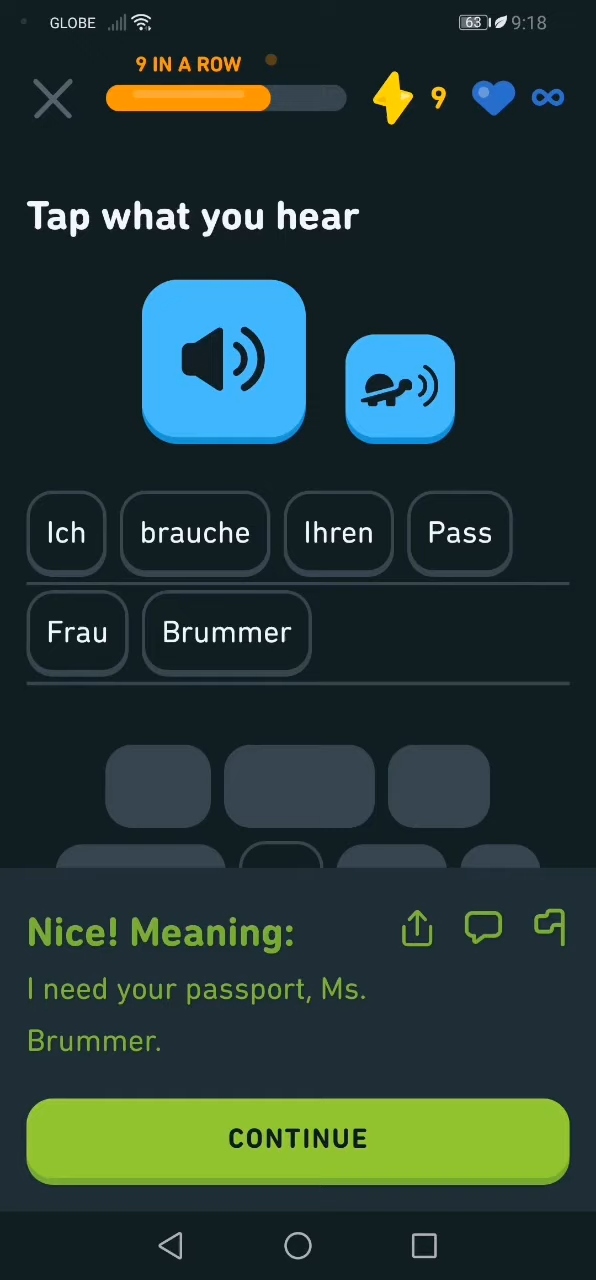 GLOBE 63 9:18
9 IN A ROW
9 ∞
Tap what you hear
Ich brauche Ihren Pass
Frau Brummer
Nice! Meaning:
I need your passport, Ms.
Brummer.
CONTINUE